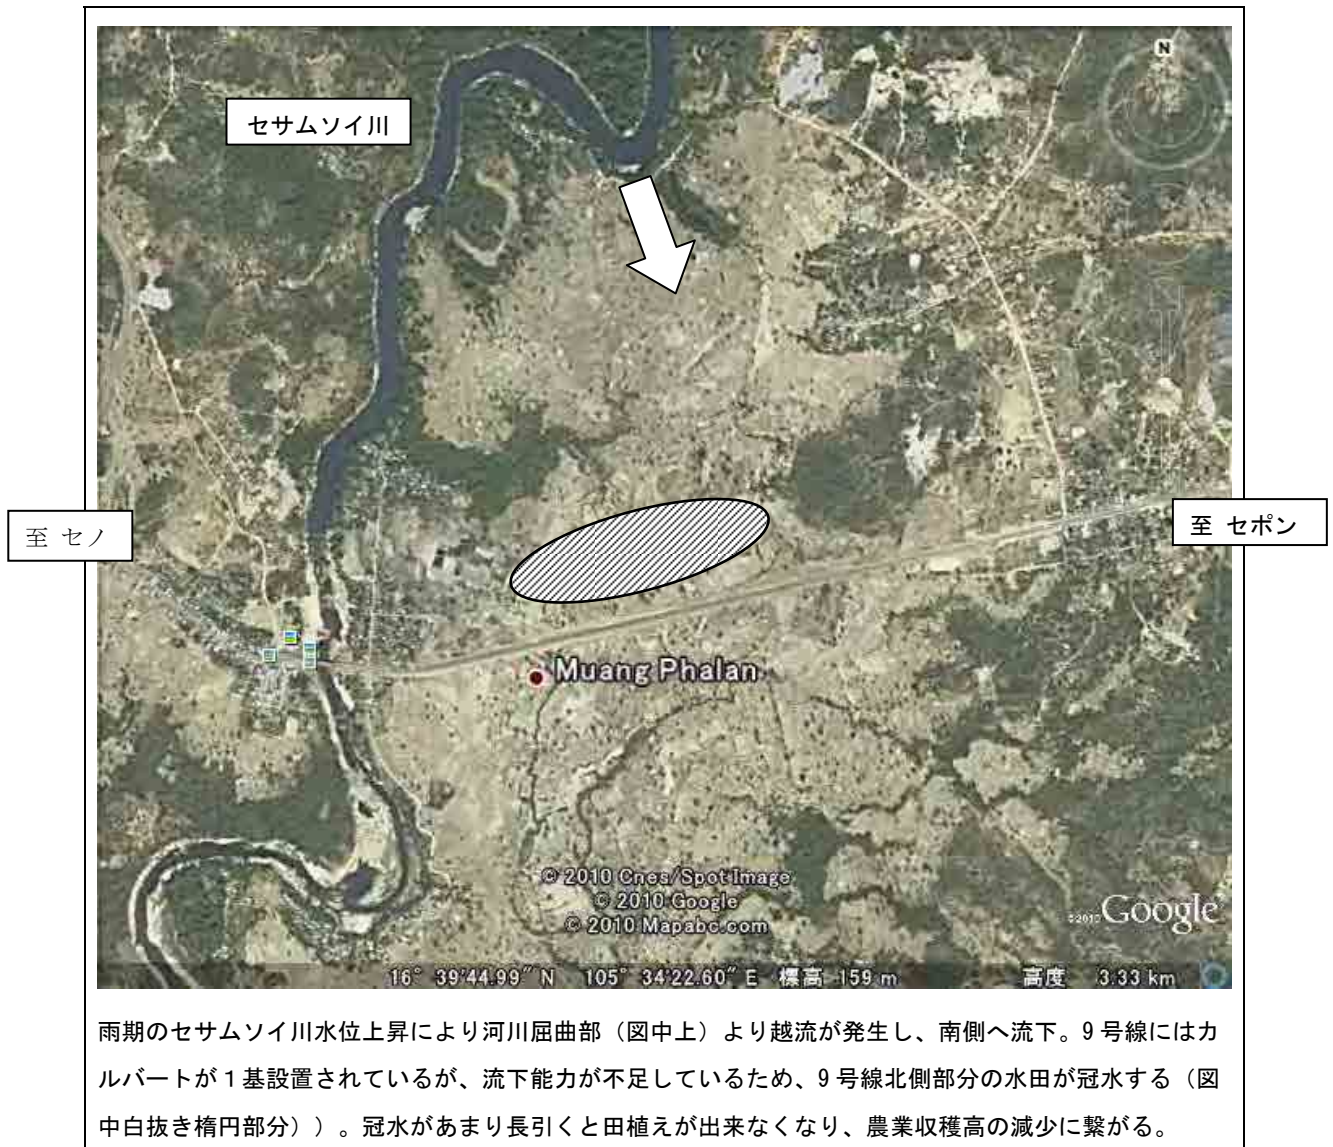 N
セサムソイ川
至 セノ
至 セポン
Muang Phalan
© 2010 Cnes/Spot Image
© 2010 Google
© 2010 Mapabc.com
©2010 Google
16° 39'44.99" N 105° 34'22.60" E 標高 159 m 高度 3.33 km
雨期のセサムソイ川水位上昇により河川屈曲部（図中上）より越流が発生し、南側へ流下。9 号線にはカ
ルバートが１基設置されているが、流下能力が不足しているため、9 号線北側部分の水田が冠水する（図
中白抜き楕円部分））。冠水があまり長引くと田植えが出来なくなり、農業収穫高の減少に繋がる。